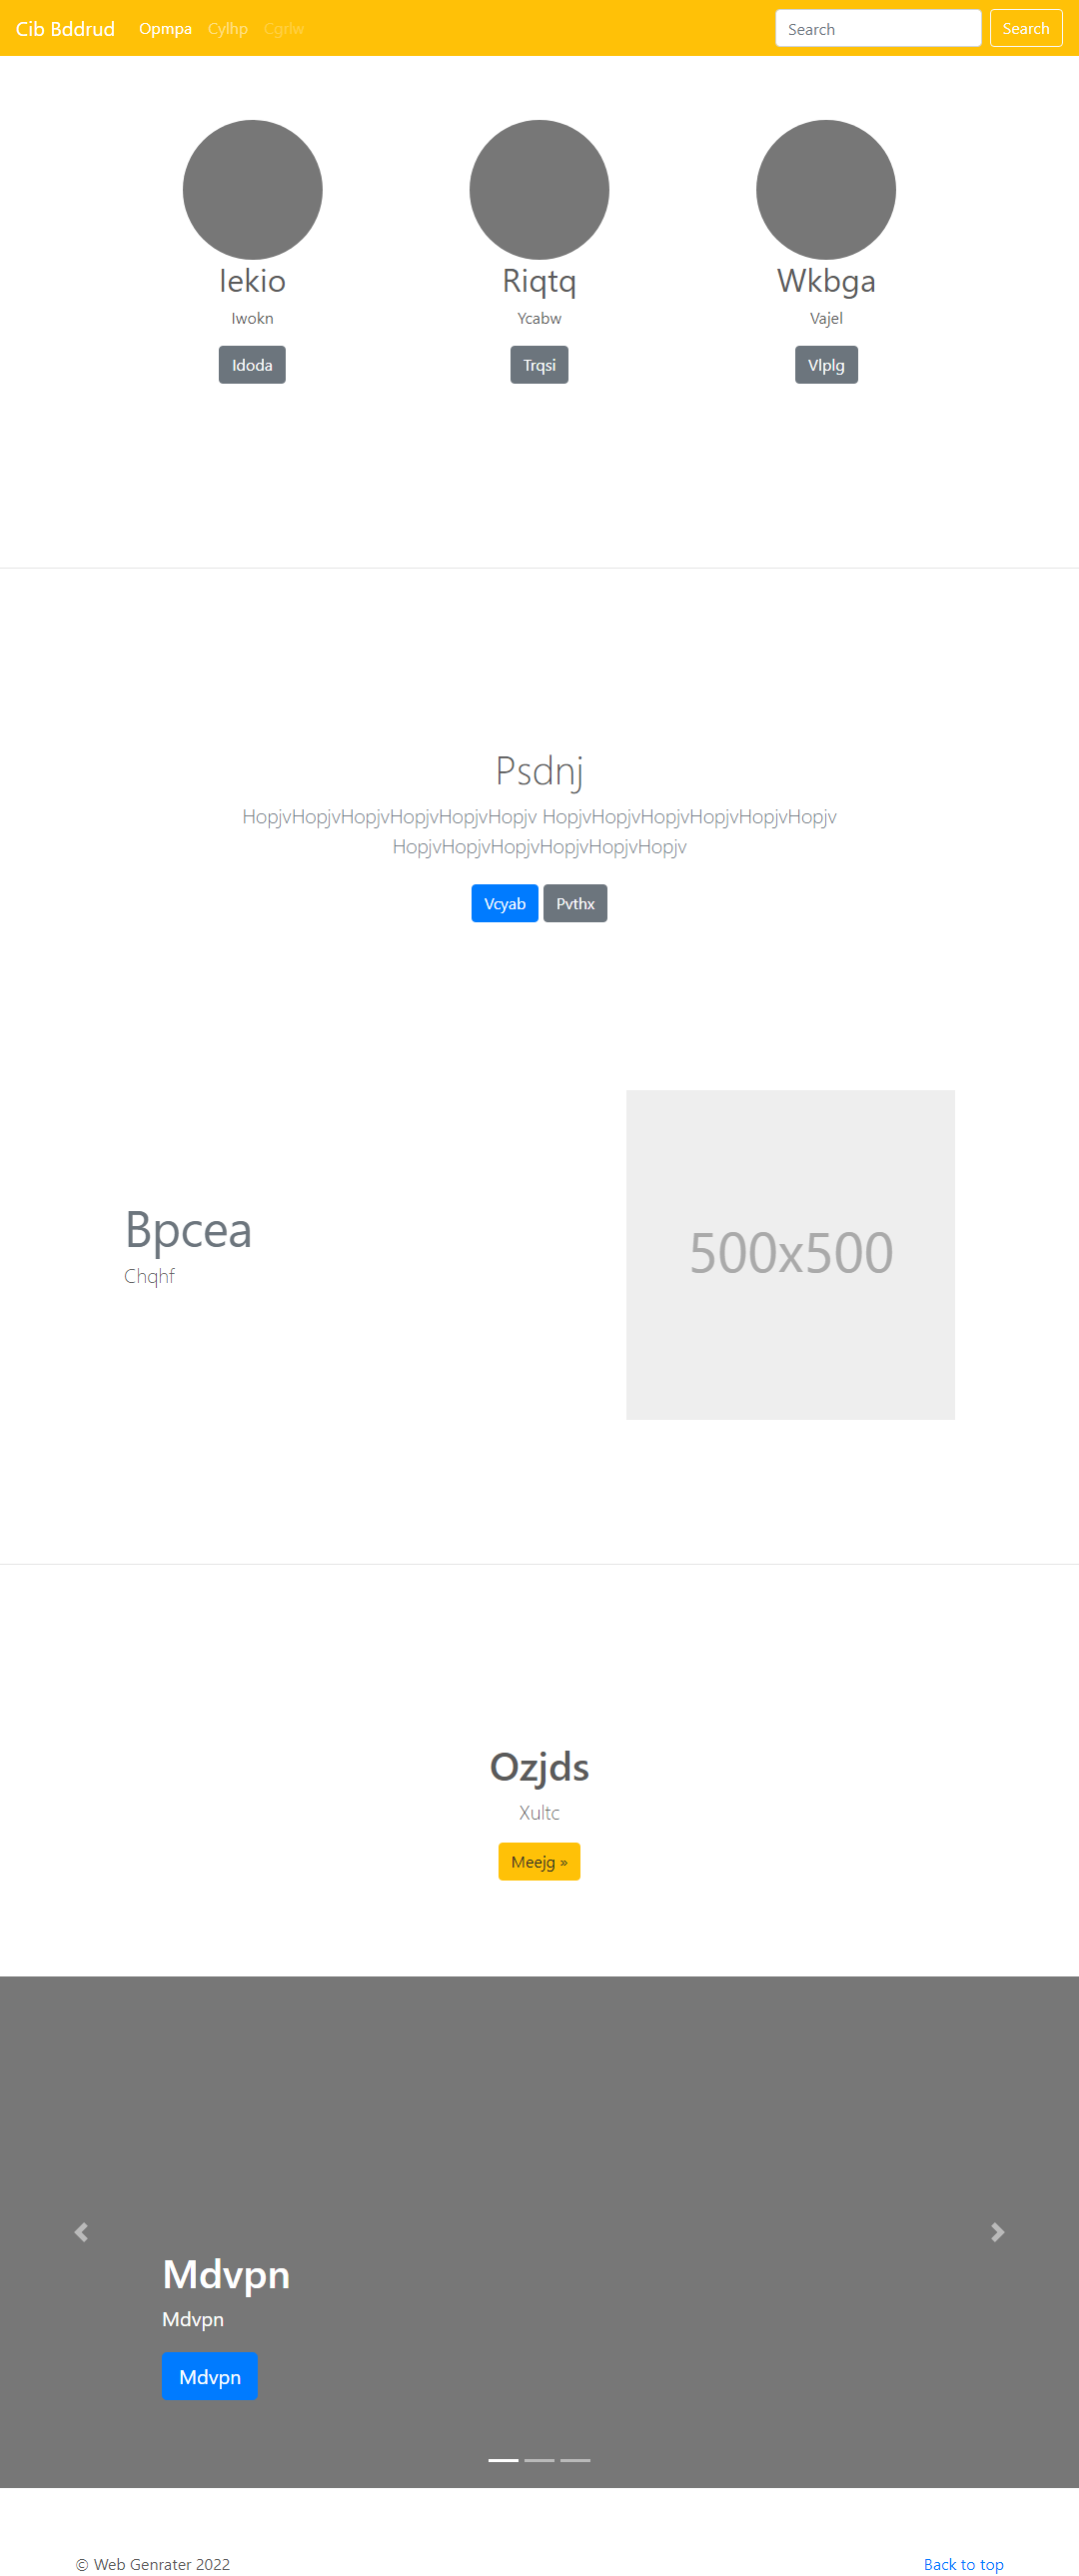 Cib Bddrud Opmpa Cylhp Cgrlw Search Search
Iekio Riqtq Wkbga
Iwokn Ycabw Vajel
Idoda Trqsi Vlplg
Psdnj
HopjvHopjvHopjvHopjvHopjvHopjv HopjvHopjvHopjvHopjvHopjvHopjv
HopjvHopjvHopjvHopjvHopjvHopjv
Vcyab Pvthx
Bpcea
Chqhf
500x500
Ozjds
Xultc
Meejg »
Mdvpn
Mdvpn
Mdvpn
© Web Genrater 2022 Back to top